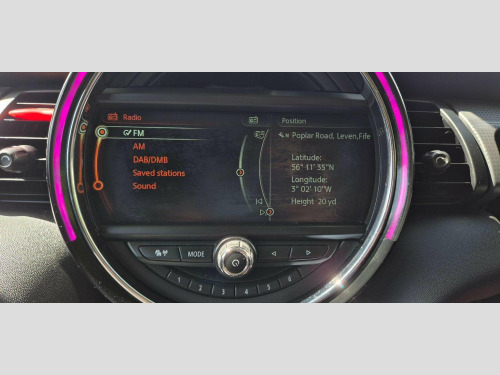 Radio
FM
AM
DAB/DMB
Saved stations
Sound
Position
N Poplar Road, Leven,Fife
Latitude:
56° 11' 35"N
Longitude:
3° 02' 10"W
Height 20 yd
MODE
1 2 3 4 5 6